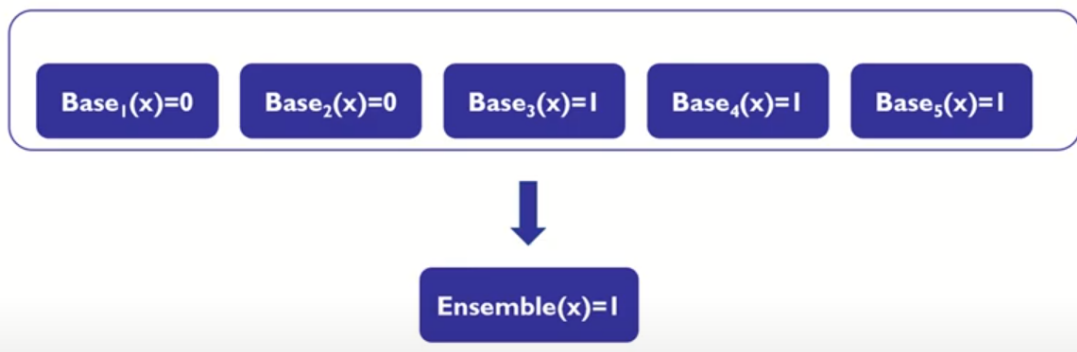 Base₁(x)=0
Base₂(x)=0
Base₃(x)=1
Base₄(x)=1
Base₅(x)=1
Ensemble(x)=1